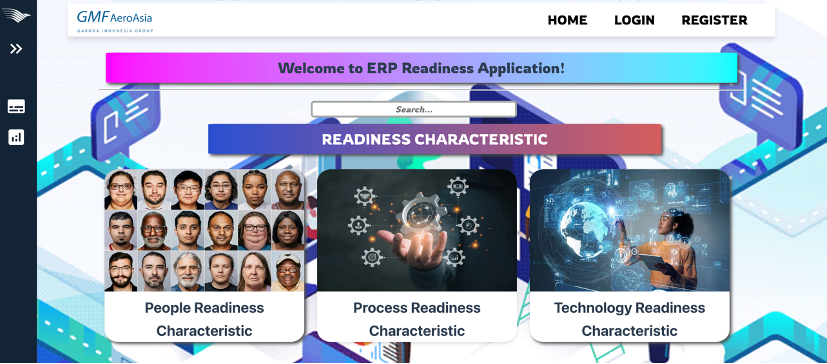 GMF AeroAsia
GARUDA INDONESIA GROUP
HOME
LOGIN
REGISTER
Welcome to ERP Readiness Application!
Search...
READINESS CHARACTERISTIC
People Readiness
Characteristic
Process Readiness
Characteristic
Technology Readiness
Characteristic